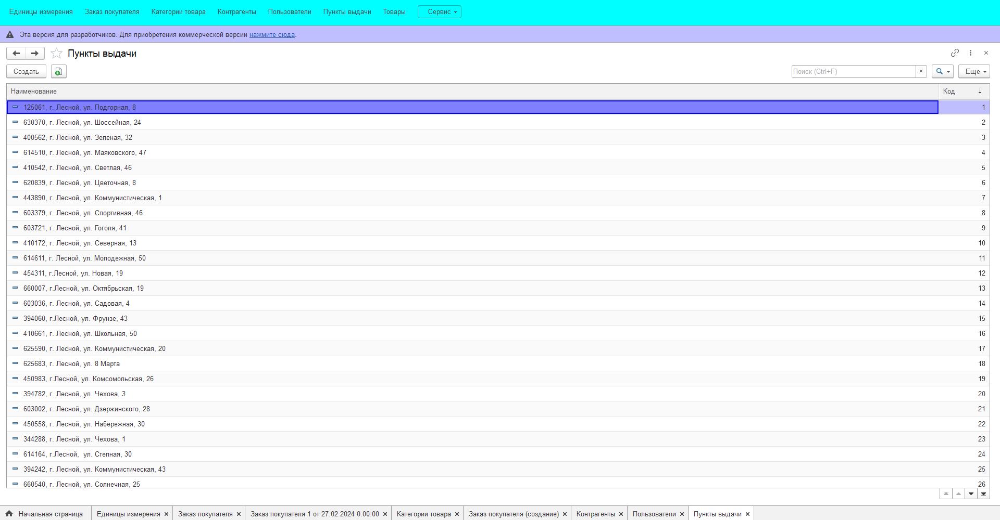 Единицы измерения Заказ покупателя Категории товара Контрагенты Пользователи Пункты выдачи Товары Сервис
Эта версия для разработчиков. Для приобретения коммерческой версии нажмите сюда.
Пункты выдачи
Создать Поиск (Ctrl+F) × Еще
Наименование Код ↓
125061, г. Лесной, ул. Подгорная, 8 1
630370, г. Лесной, ул. Шоссейная, 24 2
400562, г. Лесной, ул. Зеленая, 32 3
614510, г. Лесной, ул. Маяковского, 47 4
410542, г. Лесной, ул. Светлая, 46 5
620839, г. Лесной, ул. Цветочная, 8 6
443890, г. Лесной, ул. Коммунистическая, 1 7
603379, г. Лесной, ул. Спортивная, 46 8
603721, г. Лесной, ул. Гоголя, 41 9
410172, г. Лесной, ул. Северная, 13 10
614611, г. Лесной, ул. Молодежная, 50 11
454311, г.Лесной, ул. Новая, 19 12
660007, г.Лесной, ул. Октябрьская, 19 13
603036, г. Лесной, ул. Садовая, 4 14
394060, г.Лесной, ул. Фрунзе, 43 15
410661, г. Лесной, ул. Школьная, 50 16
625590, г. Лесной, ул. Коммунистическая, 20 17
625683, г. Лесной, ул. 8 Марта 18
450983, г.Лесной, ул. Комсомольская, 26 19
394782, г. Лесной, ул. Чехова, 3 20
603002, г. Лесной, ул. Дзержинского, 28 21
450558, г. Лесной, ул. Набережная, 30 22
344288, г. Лесной, ул. Чехова, 1 23
614164, г.Лесной,  ул. Степная, 30 24
394242, г. Лесной, ул. Коммунистическая, 43 25
660540, г. Лесной, ул. Солнечная, 25 26
Начальная страница Единицы измерения × Заказ покупателя × Заказ покупателя 1 от 27.02.2024 0:00:00 × Категории товара × Заказ покупателя (создание) × Контрагенты × Пользователи × Пункты выдачи ×